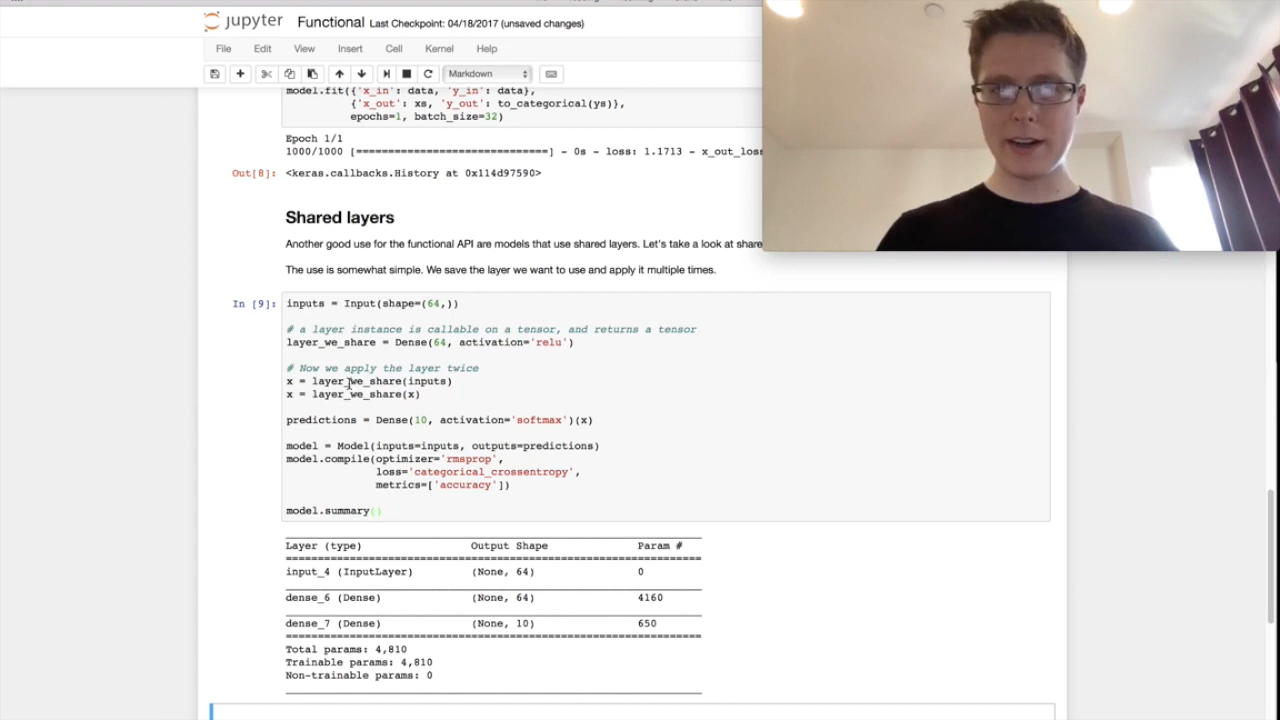 jupyter Functional Last Checkpoint: 04/18/2017 (unsaved changes)
File Edit View Insert Cell Kernel Help
Markdown
model.fit({'x_in': data, 'y_in': data},
{'x_out': xs, 'y_out': to_categorical(ys)},
epochs=1, batch_size=32)
Epoch 1/1
1000/1000 [==============================] - 0s - loss: 1.1713 - x_out_loss
Out[8]: <keras.callbacks.History at 0x114d97590>
Shared layers
Another good use for the functional API are models that use shared layers. Let's take a look at share
The use is somewhat simple. We save the layer we want to use and apply it multiple times.
In [9]: inputs = Input(shape=(64,))
# a layer instance is callable on a tensor, and returns a tensor
layer_we_share = Dense(64, activation='relu')
# Now we apply the layer twice
x = layer_we_share(inputs)
x = layer_we_share(x)
predictions = Dense(10, activation='softmax')(x)
model = Model(inputs=inputs, outputs=predictions)
model.compile(optimizer='rmsprop',
loss='categorical_crossentropy',
metrics=['accuracy'])
model.summary()
Layer (type) Output Shape Param #
=================================================================
input_4 (InputLayer) (None, 64) 0
dense_6 (Dense) (None, 64) 4160
dense_7 (Dense) (None, 10) 650
=================================================================
Total params: 4,810
Trainable params: 4,810
Non-trainable params: 0